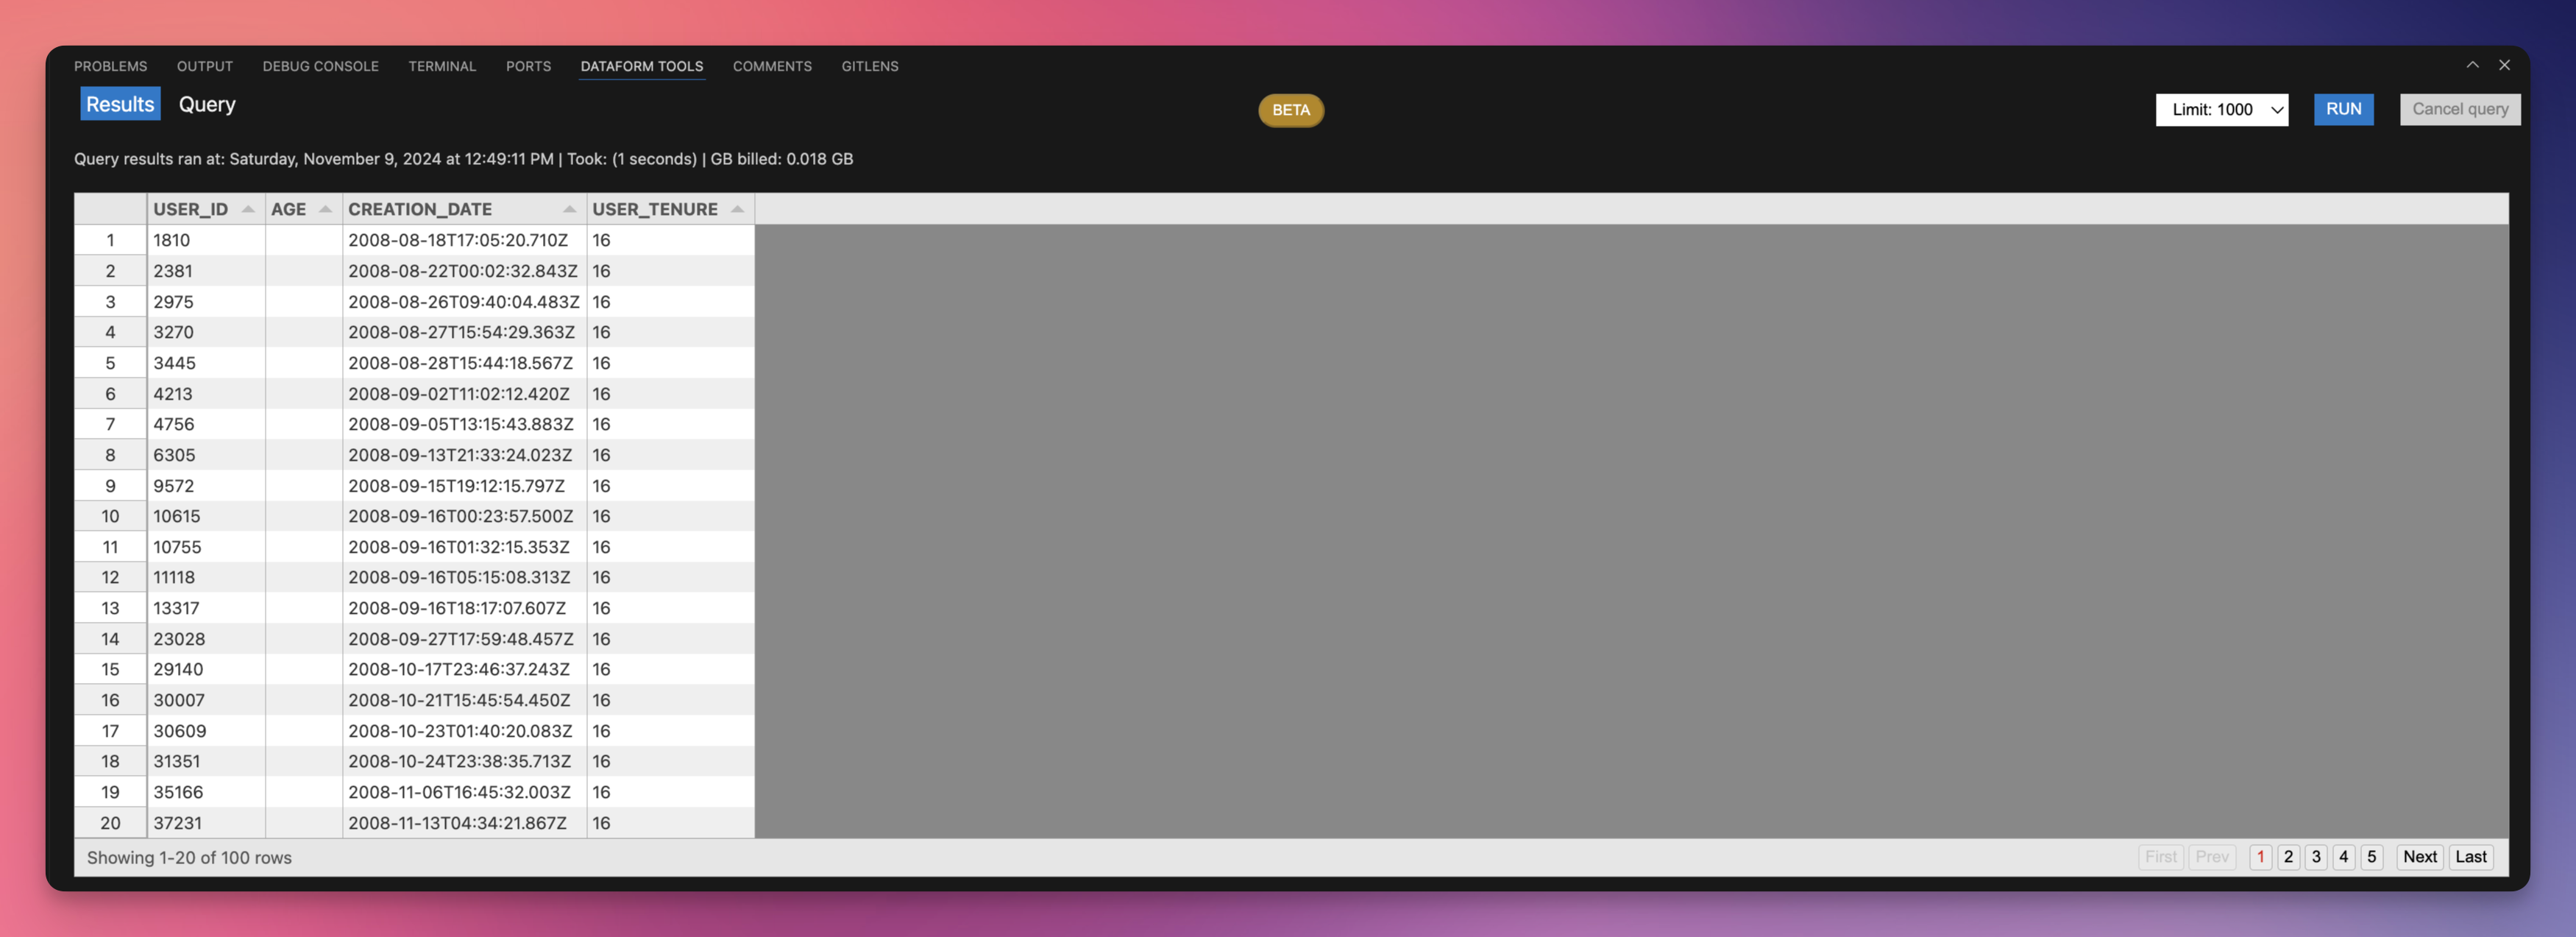 PROBLEMS OUTPUT DEBUG CONSOLE TERMINAL PORTS DATAFORM TOOLS COMMENTS GITLENS
Results Query BETA Limit: 1000 RUN Cancel query
Query results ran at: Saturday, November 9, 2024 at 12:49:11 PM | Took: (1 seconds) | GB billed: 0.018 GB
USER_ID AGE CREATION_DATE USER_TENURE
1 1810 2008-08-18T17:05:20.710Z 16
2 2381 2008-08-22T00:02:32.843Z 16
3 2975 2008-08-26T09:40:04.483Z 16
4 3270 2008-08-27T15:54:29.363Z 16
5 3445 2008-08-28T15:44:18.567Z 16
6 4213 2008-09-02T11:02:12.420Z 16
7 4756 2008-09-05T13:15:43.883Z 16
8 6305 2008-09-13T21:33:24.023Z 16
9 9572 2008-09-15T19:12:15.797Z 16
10 10615 2008-09-16T00:23:57.500Z 16
11 10755 2008-09-16T01:32:15.353Z 16
12 11118 2008-09-16T05:15:08.313Z 16
13 13317 2008-09-16T18:17:07.607Z 16
14 23028 2008-09-27T17:59:48.457Z 16
15 29140 2008-10-17T23:46:37.243Z 16
16 30007 2008-10-21T15:45:54.450Z 16
17 30609 2008-10-23T01:40:20.083Z 16
18 31351 2008-10-24T23:38:35.713Z 16
19 35166 2008-11-06T16:45:32.003Z 16
20 37231 2008-11-13T04:34:21.867Z 16
Showing 1-20 of 100 rows First Prev 1 2 3 4 5 Next Last